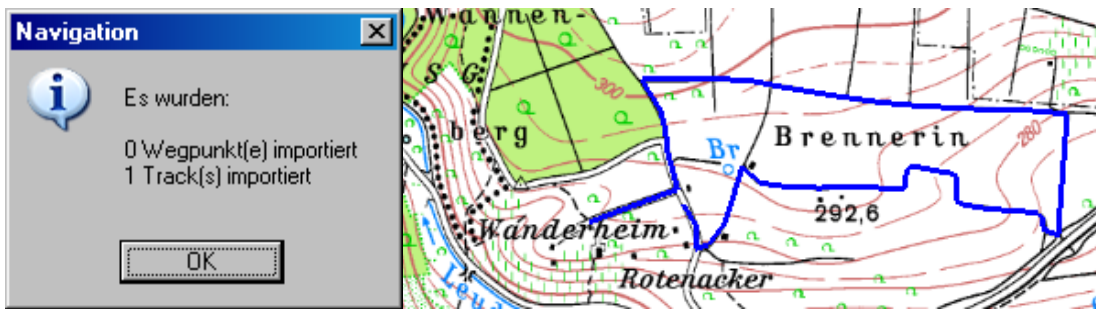 Navigation
Es wurden:
0 Wegpunkt(e) importiert
1 Track(s) importiert
OK
Wannen-
S G
berg
300
Br
Brennerin
280
292,6
Wanderheim
Rotenacker